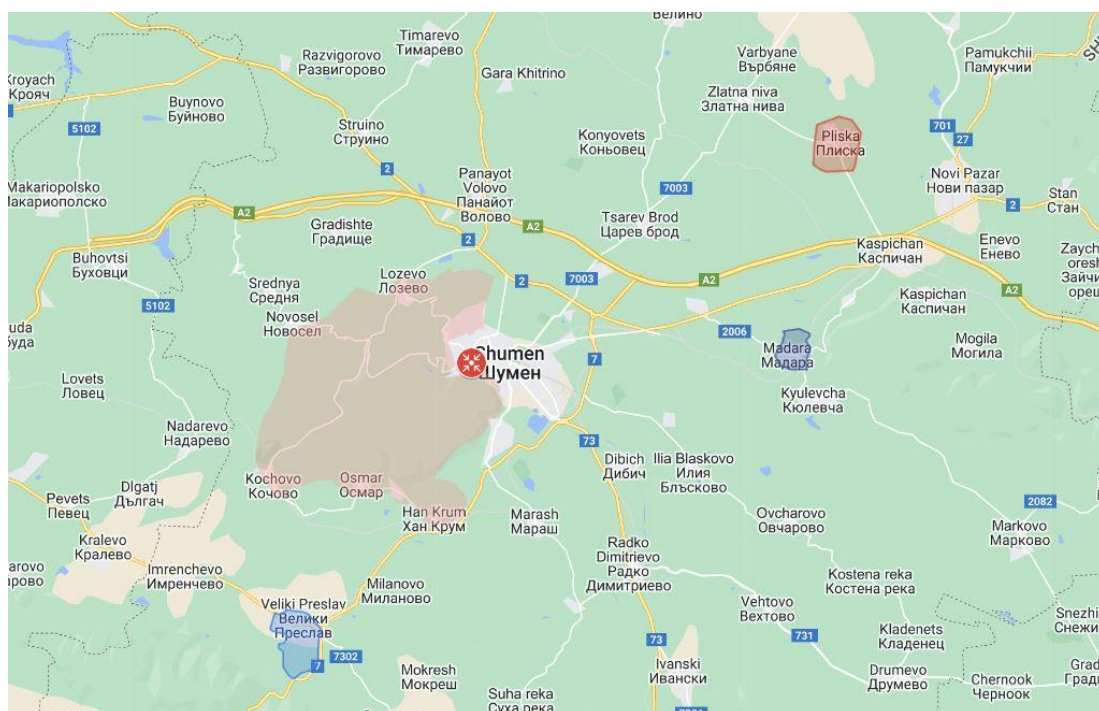 Велино
Timarevo
Тимарево
Varbyane
Върбяне
Razvigorovo
Развигорово
Gara Khitrino
Pamukchii
Памукчии
Kroyach
Крояч
Buynovo
Буйново
Zlatna niva
Златна нива
5102
Struino
Струино
Konyovets
Коньовец
Pliska
Плиска
701
27
2
Panayot
Volovo
Панайот
Волово
Novi Pazar
Нови пазар
Makariopolsko
Макариополско
7003
Stan
Стан
2
A2
Gradishte
Градище
Tsarev Brod
Царев брод
A2
2
Kaspichan
Каспичан
Enevo
Енево
Buhovtsi
Буховци
Lozevo
Лозево
2
7003
A2
A2
Srednya
Средня
5102
Kaspichan
Каспичан
Novosel
Новосел
2006
Mogila
Могила
Shumen
Шумен
7
Madara
Мадара
Lovets
Ловец
Kyulevcha
Кюлевча
Nadarevo
Надарево
73
Dibich
Дибич
Ilia Blaskovo
Илия
Блъсково
Kochovo
Кочово
Osmar
Осмар
Dlgatj
Дългач
Pevets
Певец
Han Krum
Хан Крум
Marash
Мараш
Ovcharovo
Овчарово
2082
Markovo
Марково
Kralevo
Кралево
Radko
Dimitrievo
Радко
Димитриево
Imrenchevo
Имренчево
Milanovo
Миланово
Kostena reka
Костена река
Veliki Preslav
Велики
Преслав
Vehtovo
Вехтово
7302
7
731
73
Kladenets
Кладенец
Mokresh
Мокреш
Ivanski
Ивански
Drumevo
Друмево
Chernook
Черноок
Suha reka
Суха река